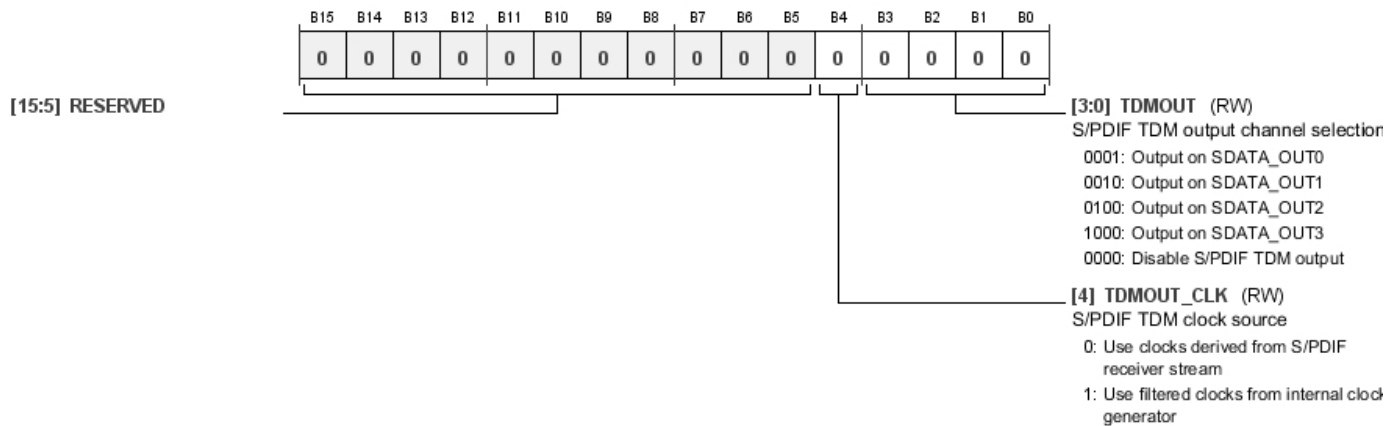 B15 B14 B13 B12 B11 B10 B9 B8 B7 B6 B5 B4 B3 B2 B1 B0
0 0 0 0 0 0 0 0 0 0 0 0 0 0 0 0
[15:5] RESERVED
[3:0] TDMOUT (RW)
S/PDIF TDM output channel selection
0001: Output on SDATA_OUT0
0010: Output on SDATA_OUT1
0100: Output on SDATA_OUT2
1000: Output on SDATA_OUT3
0000: Disable S/PDIF TDM output
[4] TDMOUT_CLK (RW)
S/PDIF TDM clock source
0: Use clocks derived from S/PDIF
receiver stream
1: Use filtered clocks from internal clock
generator